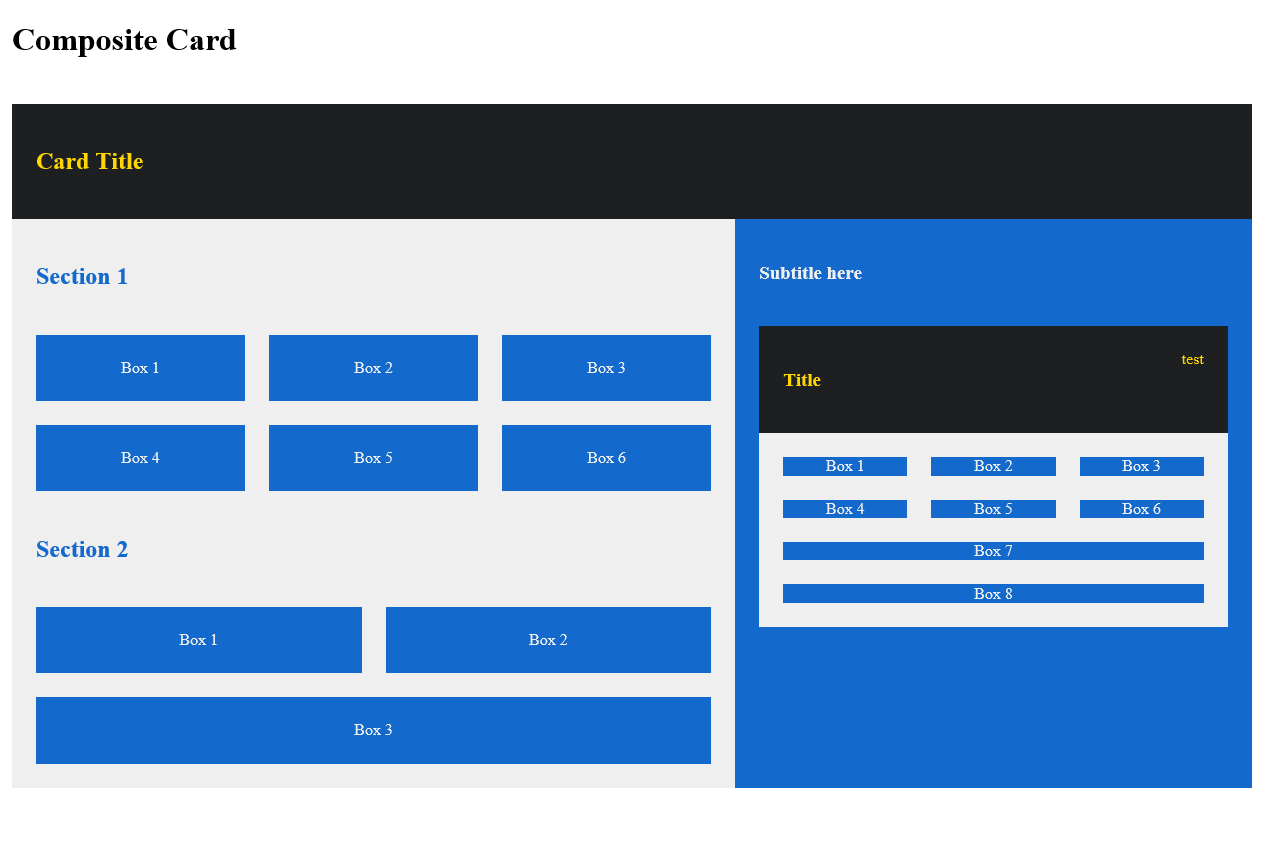 Composite Card
Card Title
Section 1
Box 1 Box 2 Box 3
Box 4 Box 5 Box 6
Section 2
Box 1 Box 2
Box 3
Subtitle here
test
Title
Box 1 Box 2 Box 3
Box 4 Box 5 Box 6
Box 7
Box 8